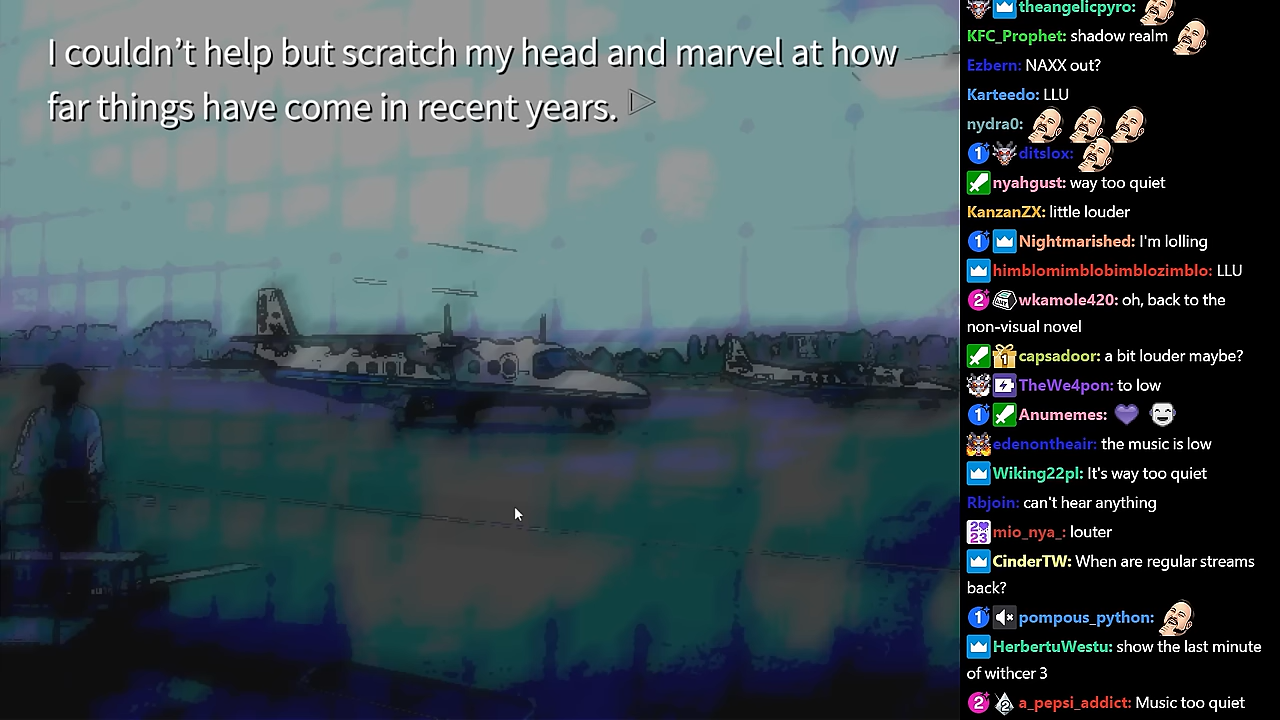 I couldn’t help but scratch my head and marvel at how
far things have come in recent years.
theangelicpyro:
KFC_Prophet: shadow realm
Ezbern: NAXX out?
Karteedo: LLU
nydra0:
ditslox:
nyahgust: way too quiet
KanzanZX: little louder
Nightmarished: I'm lolling
himblomimblobimblozimblo: LLU
wkamole420: oh, back to the
non-visual novel
capsadoor: a bit louder maybe?
TheWe4pon: to low
Anumemes:
edenontheair: the music is low
Wiking22pl: It's way too quiet
Rbjoin: can't hear anything
mio_nya_: louter
CinderTW: When are regular streams
back?
pompous_python:
HerbertuWestu: show the last minute
of withcer 3
a_pepsi_addict: Music too quiet